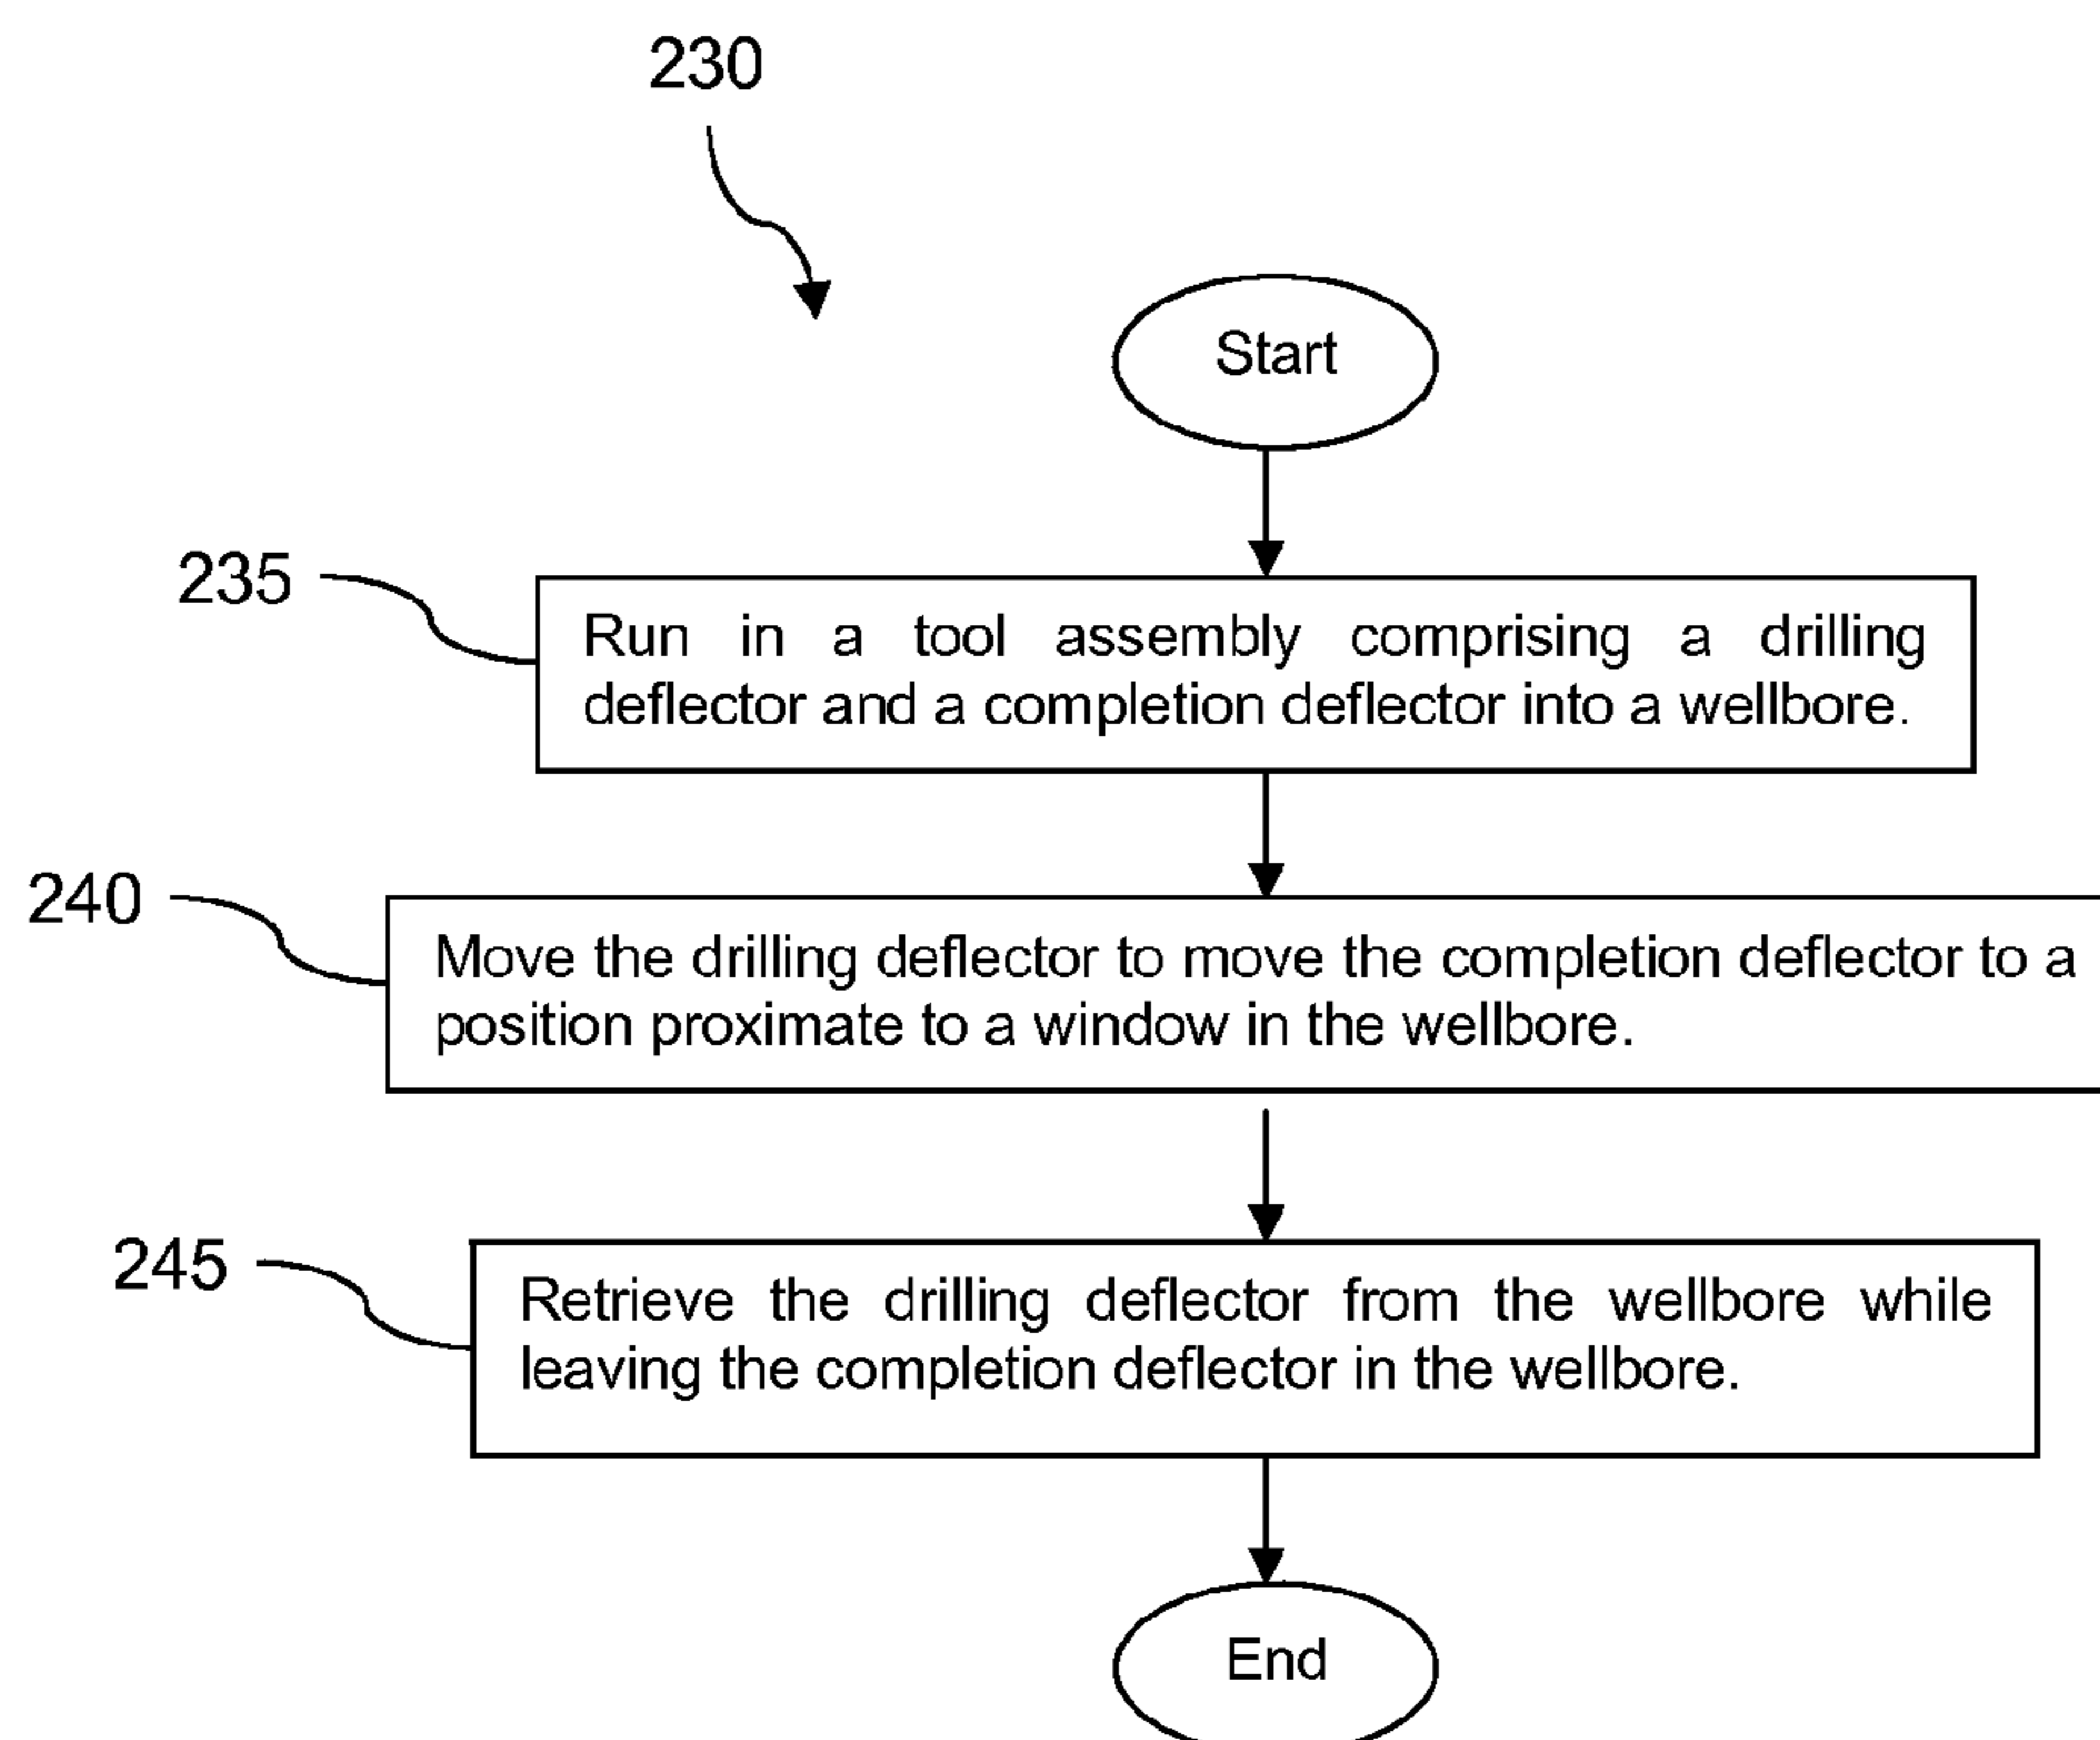 230
Start
235
Run in a tool assembly comprising a drilling
deflector and a completion deflector into a wellbore.
240
Move the drilling deflector to move the completion deflector to a
position proximate to a window in the wellbore.
245
Retrieve the drilling deflector from the wellbore while
leaving the completion deflector in the wellbore.
End